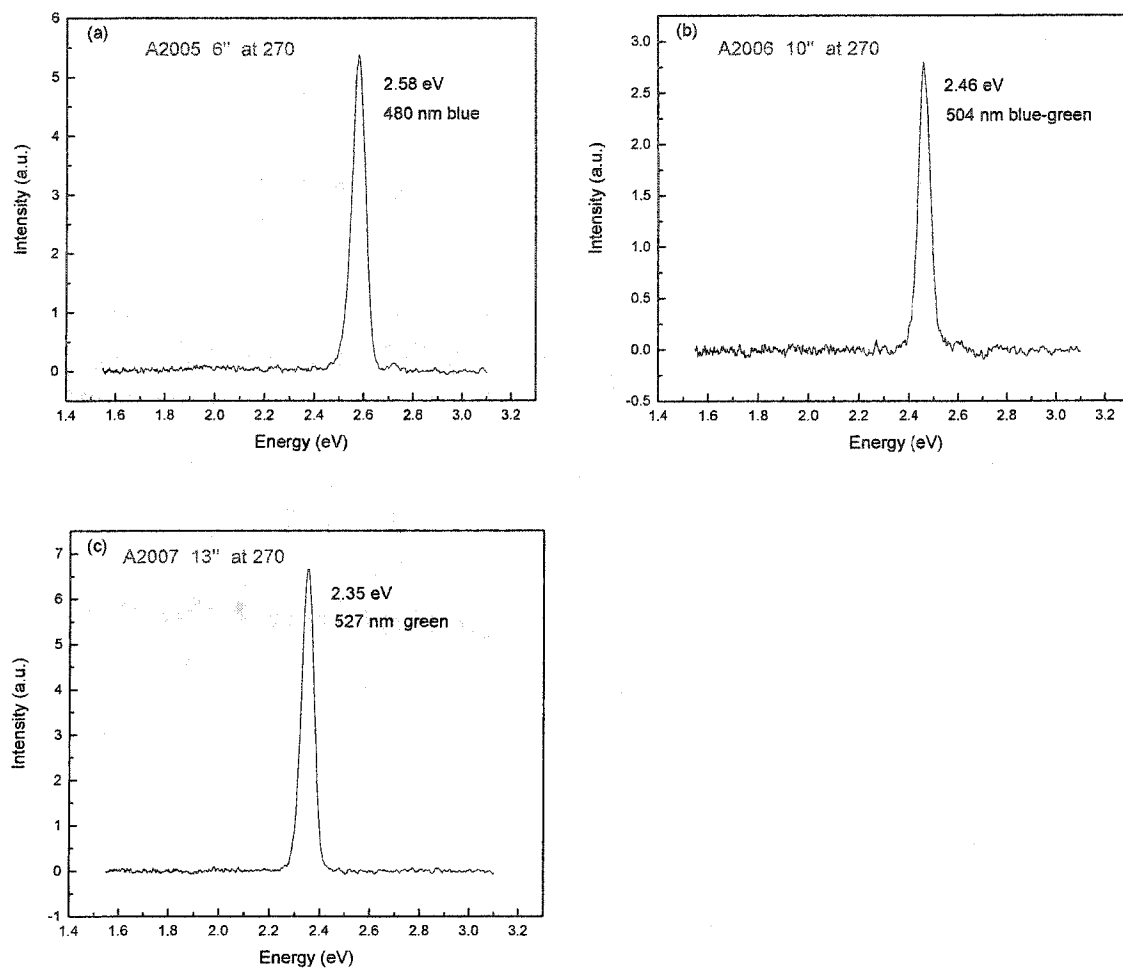 (a)
A2005 6" at 270
2.58 eV
480 nm blue
6
5
4
3
2
1
0
Intensity (a.u.)
1.4 1.6 1.8 2.0 2.2 2.4 2.6 2.8 3.0 3.2
Energy (eV)
(b)
A2006 10" at 270
2.46 eV
504 nm blue-green
3.0
2.5
2.0
1.5
1.0
0.5
0.0
-0.5
Intensity (a.u.)
1.4 1.6 1.8 2.0 2.2 2.4 2.6 2.8 3.0 3.2
Energy (eV)
(c)
A2007 13" at 270
2.35 eV
527 nm green
7
6
5
4
3
2
1
0
-1
Intensity (a.u.)
1.4 1.6 1.8 2.0 2.2 2.4 2.6 2.8 3.0 3.2
Energy (eV)